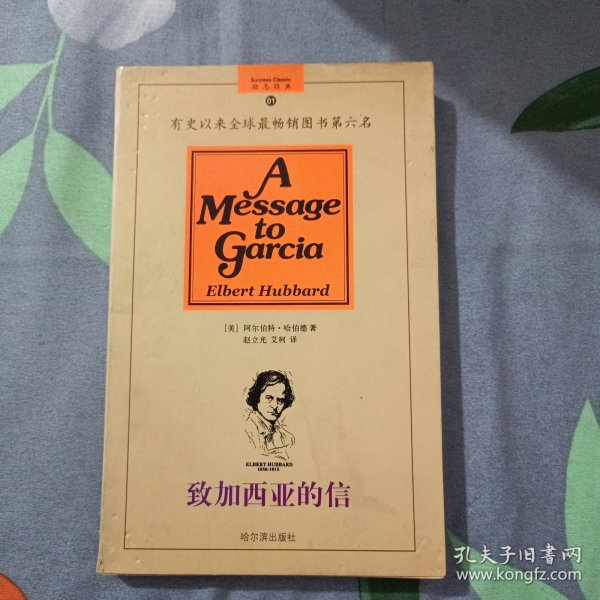 Success Classic
励志经典
01
有史以来全球最畅销图书第六名
A
Message
to
Garcia
Elbert Hubbard
[美] 阿尔伯特·哈伯德 著
赵立光 艾柯 译
ELBERT HUBBARD
1856-1915
致加西亚的信
哈尔滨出版社
孔夫子旧书网
www.kongfz.com